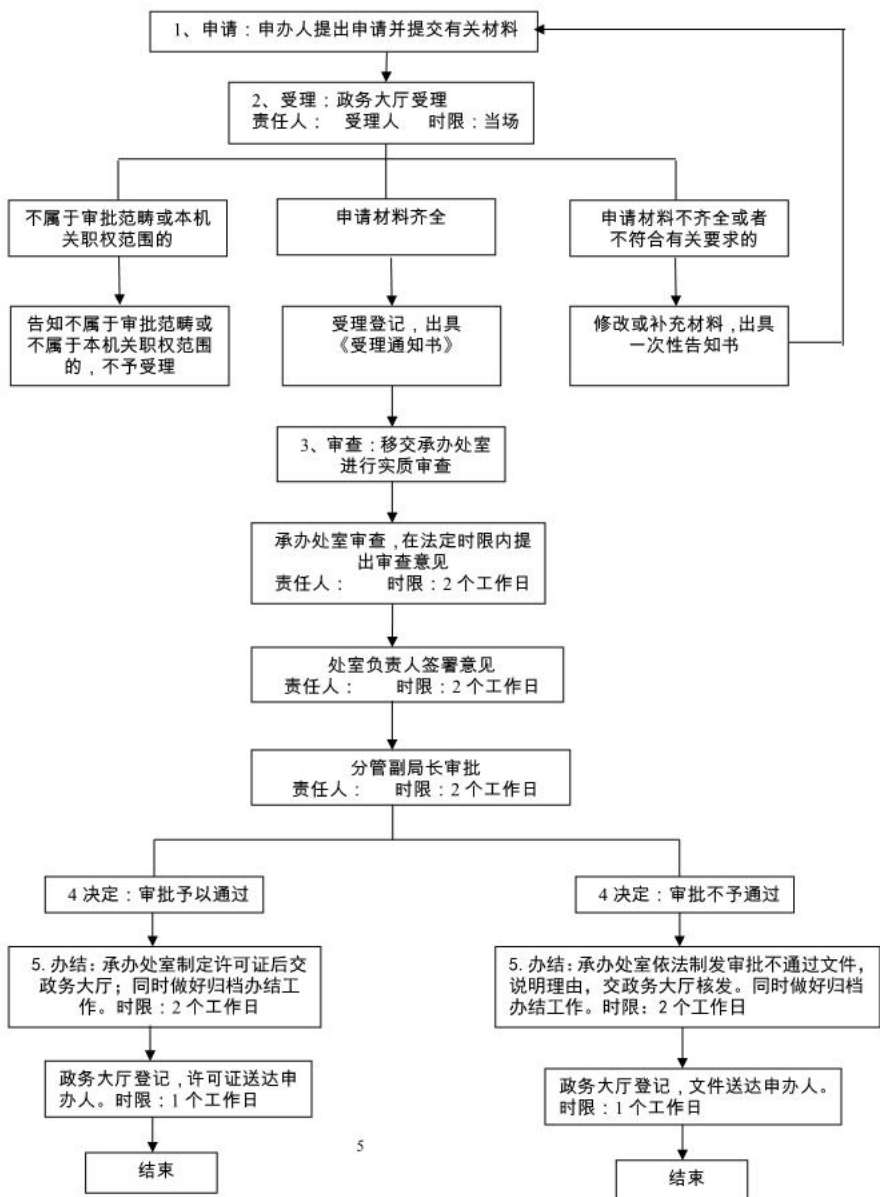 1、申请：申办人提出申请并提交有关材料
2、受理：政务大厅受理
责任人： 受理人 时限：当场
不属于审批范畴或本机
关职权范围的
申请材料齐全
申请材料不齐全或者
不符合有关要求的
告知不属于审批范畴或
不属于本机关职权范围
的，不予受理
受理登记，出具
《受理通知书》
修改或补充材料，出具
一次性告知书
3、审查：移交承办处室
进行实质审查
承办处室审查，在法定时限内提
出审查意见
责任人： 时限：2 个工作日
处室负责人签署意见
责任人： 时限：2 个工作日
分管副局长审批
责任人： 时限：2 个工作日
4 决定：审批予以通过
4 决定：审批不予通过
5. 办结：承办处室制定许可证后交
政务大厅；同时做好归档办结工
作。时限：2 个工作日
5. 办结：承办处室依法制发审批不通过文件，
说明理由，交政务大厅核发。同时做好归档
办结工作。时限：2 个工作日
政务大厅登记，许可证送达申
办人。时限：1 个工作日
政务大厅登记，文件送达申办人。
时限：1 个工作日
结束
5
结束